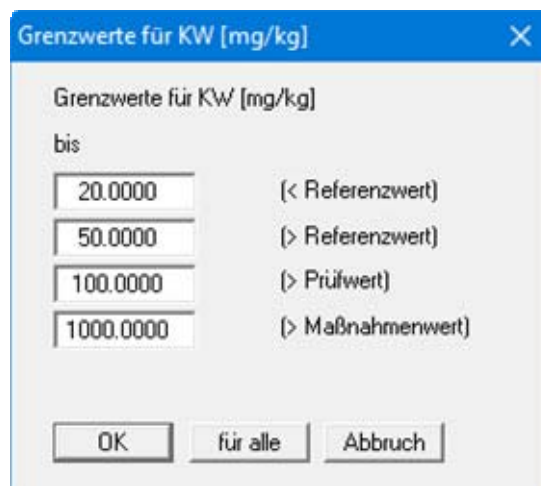 Grenzwerte für KW [mg/kg]
Grenzwerte für KW [mg/kg]
bis
20.0000 (< Referenzwert)
50.0000 (> Referenzwert)
100.0000 (> Prüfwert)
1000.0000 (> Maßnahmenwert)
OK für alle Abbruch